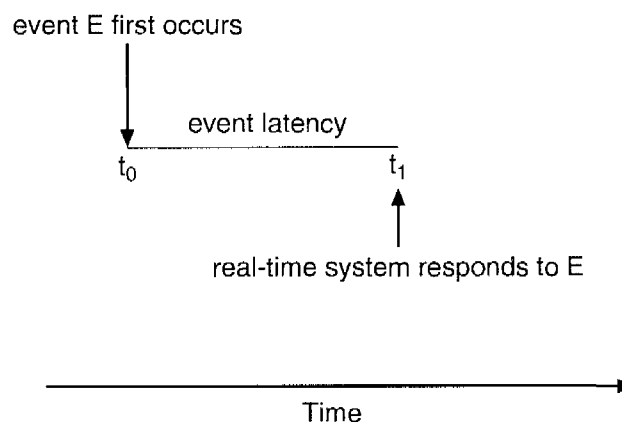 event E first occurs
event latency
t0 t1
real-time system responds to E
Time